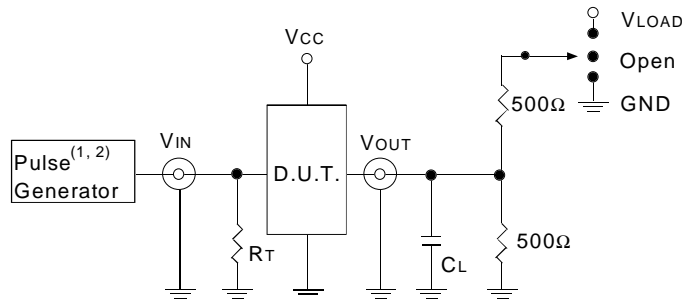 VLOAD
VCC
Open
500Ω
GND
VIN
VOUT
Pulse(1, 2)
Generator
D.U.T.
500Ω
RT
CL